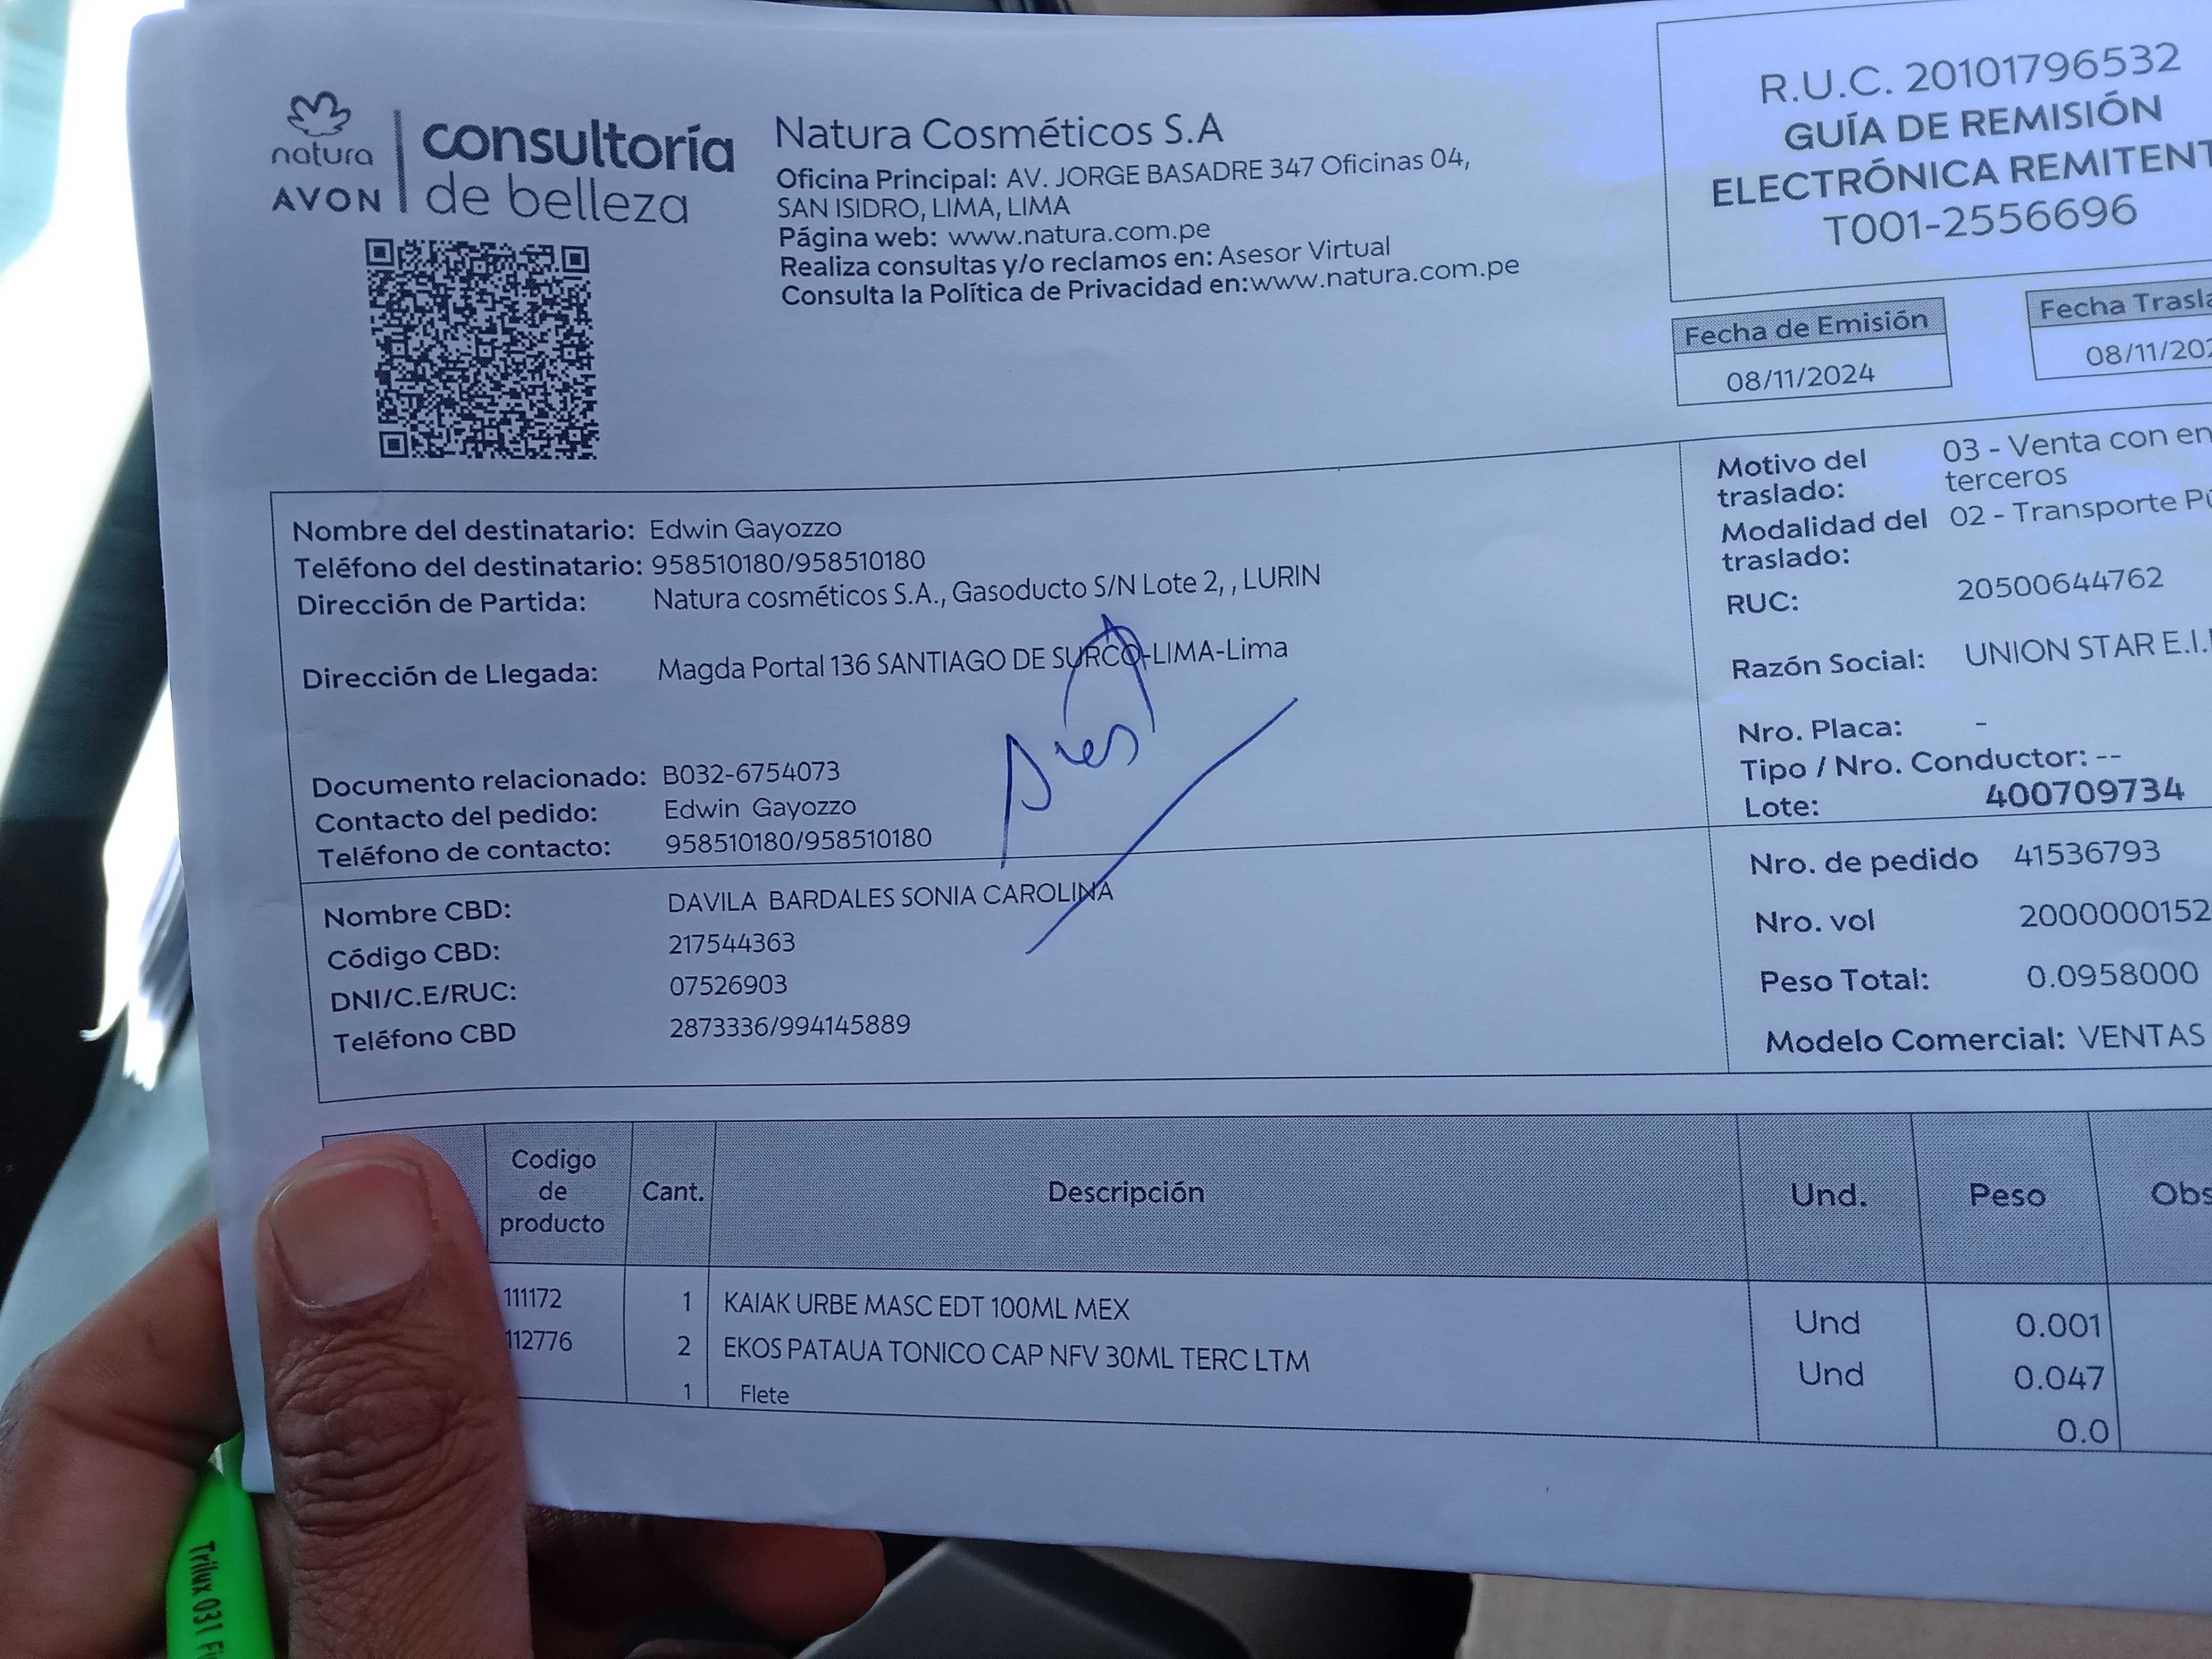 natura
AVON
consultoría
de belleza
Natura Cosméticos S.A
Oficina Principal: AV. JORGE BASADRE 347 Oficinas 04,
SAN ISIDRO, LIMA, LIMA
Página web: www.natura.com.pe
Realiza consultas y/o reclamos en: Asesor Virtual
Consulta la Política de Privacidad en:www.natura.com.pe
R.U.C. 20101796532
GUÍA DE REMISIÓN
ELECTRÓNICA REMITENT
T001-2556696
Fecha de Emisión
08/11/2024
Fecha Trasla
08/11/202
Nombre del destinatario: Edwin Gayozzo
Teléfono del destinatario: 958510180/958510180
Dirección de Partida: Natura cosméticos S.A., Gasoducto S/N Lote 2, , LURIN
Dirección de Llegada: Magda Portal 136 SANTIAGO DE SURCO-LIMA-Lima
Documento relacionado: B032-6754073
Contacto del pedido: Edwin Gayozzo
Teléfono de contacto: 958510180/958510180
Motivo del traslado: 03 - Venta con en
terceros
Modalidad del traslado: 02 - Transporte Pú
RUC: 20500644762
Razón Social: UNION STAR E.I.
Nro. Placa: -
Tipo / Nro. Conductor: --
Lote: 400709734
Nombre CBD: DAVILA BARDALES SONIA CAROLINA
Código CBD: 217544363
DNI/C.E/RUC: 07526903
Teléfono CBD 2873336/994145889
Nro. de pedido 41536793
Nro. vol 2000000152
Peso Total: 0.0958000
Modelo Comercial: VENTAS
Codigo de producto Cant. Descripción Und. Peso Obs
111172 1 KAIAK URBE MASC EDT 100ML MEX Und 0.001
112776 2 EKOS PATAUA TONICO CAP NFV 30ML TERC LTM Und 0.047
1 Flete 0.0
Trilux 031 Fi